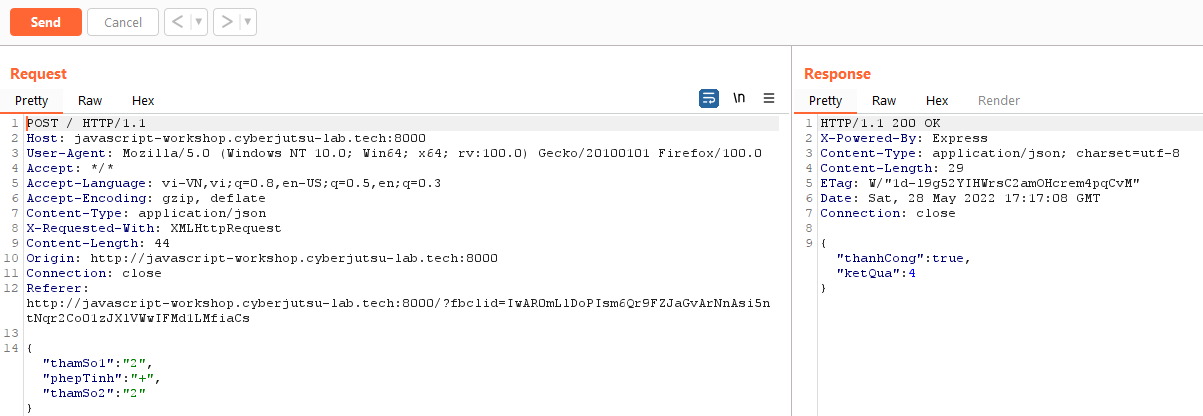 Send Cancel < ▼ > ▼
Request
Pretty Raw Hex \n
1 POST / HTTP/1.1
2 Host: javascript-workshop.cyberjutsu-lab.tech:8000
3 User-Agent: Mozilla/5.0 (Windows NT 10.0; Win64; x64; rv:100.0) Gecko/20100101 Firefox/100.0
4 Accept: */*
5 Accept-Language: vi-VN,vi;q=0.8,en-US;q=0.5,en;q=0.3
6 Accept-Encoding: gzip, deflate
7 Content-Type: application/json
8 X-Requested-With: XMLHttpRequest
9 Content-Length: 44
10 Origin: http://javascript-workshop.cyberjutsu-lab.tech:8000
11 Connection: close
12 Referer:
http://javascript-workshop.cyberjutsu-lab.tech:8000/?fbclid=IwAR0mLlDoPIsm6Qr9FZJaGvArNnAsi5n
tNqr2Co01zJXlVWwIFMd1LMfiaCs
13
14 {
"thamSo1":"2",
"phepTinh":"+",
"thamSo2":"2"
}
Response
Pretty Raw Hex Render
1 HTTP/1.1 200 OK
2 X-Powered-By: Express
3 Content-Type: application/json; charset=utf-8
4 Content-Length: 29
5 ETag: W/"1d-l9g52YIHWrsC2amOHcrem4pqCvM"
6 Date: Sat, 28 May 2022 17:17:08 GMT
7 Connection: close
8
9 {
"thanhCong":true,
"ketQua":4
}